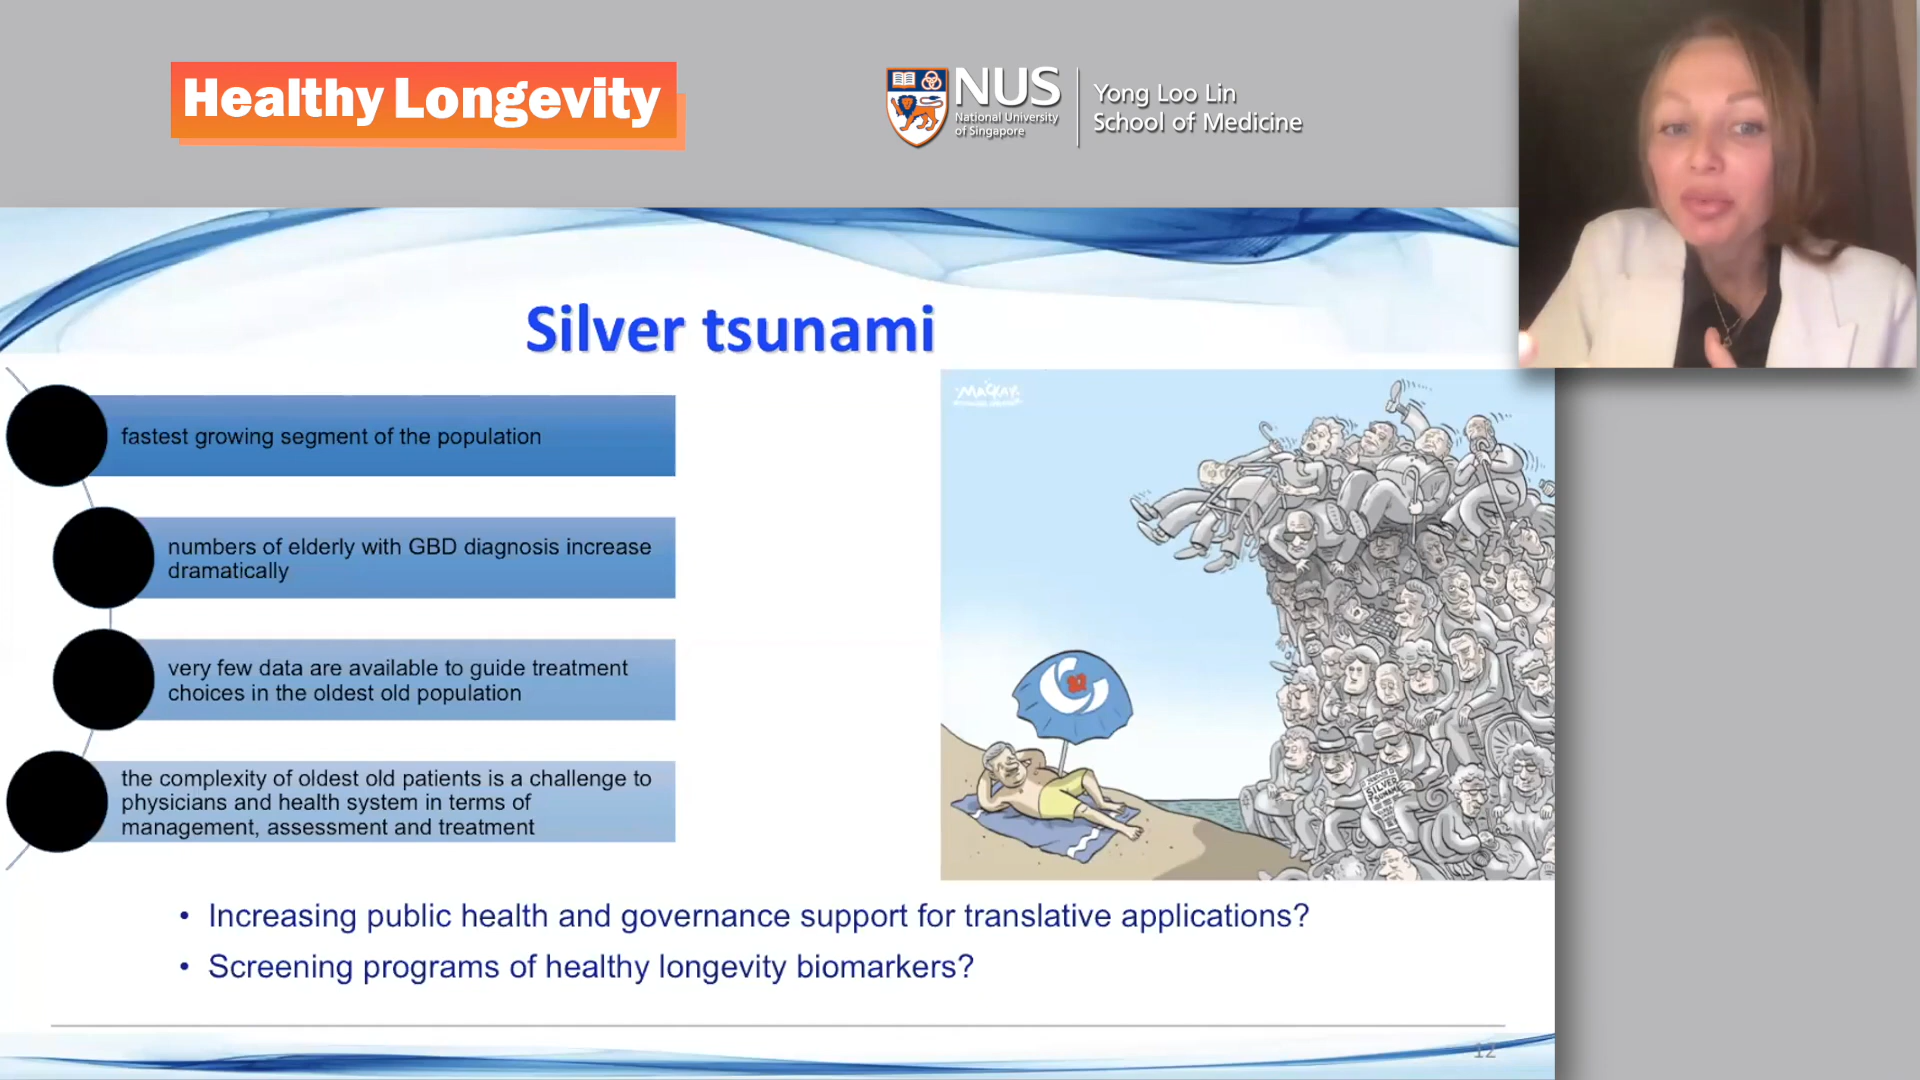 Healthy Longevity
NUS
National University
of Singapore
Yong Loo Lin
School of Medicine
Silver tsunami
fastest growing segment of the population
numbers of elderly with GBD diagnosis increase
dramatically
very few data are available to guide treatment
choices in the oldest old population
the complexity of oldest old patients is a challenge to
physicians and health system in terms of
management, assessment and treatment
MACKAY
SILVER
TSUNAMI
• Increasing public health and governance support for translative applications?
• Screening programs of healthy longevity biomarkers?
12